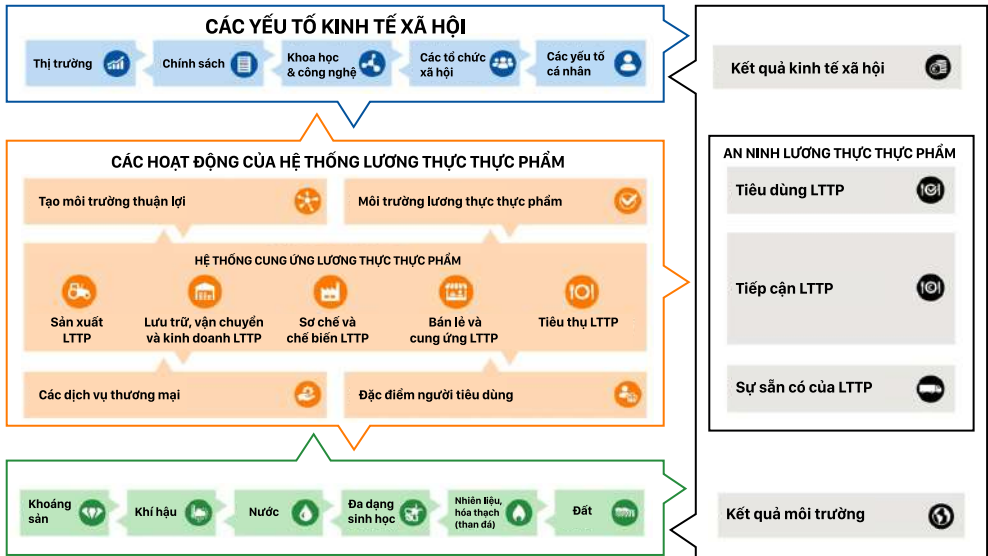 CÁC YẾU TỐ KINH TẾ XÃ HỘI
Thị trường
Chính sách
Khoa học
& công nghệ
Các tổ chức
xã hội
Các yếu tố
cá nhân
CÁC HOẠT ĐỘNG CỦA HỆ THỐNG LƯƠNG THỰC THỰC PHẨM
Tạo môi trường thuận lợi
Môi trường lương thực thực phẩm
HỆ THỐNG CUNG ỨNG LƯƠNG THỰC THỰC PHẨM
Sản xuất
LTTP
Lưu trữ, vận chuyển
và kinh doanh LTTP
Sơ chế và
chế biến LTTP
Bán lẻ và
cung ứng LTTP
Tiêu thụ LTTP
Các dịch vụ thương mại
Đặc điểm người tiêu dùng
Khoáng
sản
Khí hậu
Nước
Đa dạng
sinh học
Nhiên liệu,
hóa thạch
(than đá)
Đất
Kết quả kinh tế xã hội
AN NINH LƯƠNG THỰC THỰC PHẨM
Tiêu dùng LTTP
Tiếp cận LTTP
Sự sẵn có của LTTP
Kết quả môi trường